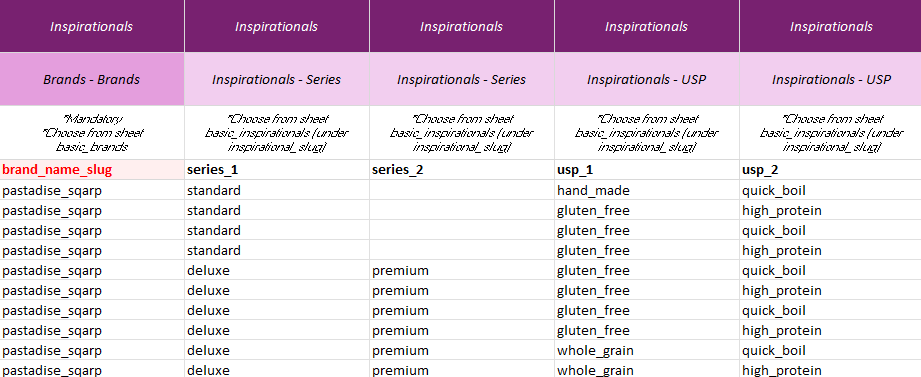 Inspirationals Inspirationals Inspirationals Inspirationals Inspirationals
Brands - Brands Inspirationals - Series Inspirationals - Series Inspirationals - USP Inspirationals - USP
*Mandatory
*Choose from sheet
basic_brands
*Choose from sheet
basic_inspirationals (under
inspirational_slug)
*Choose from sheet
basic_inspirationals (under
inspirational_slug)
*Choose from sheet
basic_inspirationals (under
inspirational_slug)
*Choose from sheet
basic_inspirationals (under
inspirational_slug)
brand_name_slug series_1 series_2 usp_1 usp_2
pastadise_sqarp standard hand_made quick_boil
pastadise_sqarp standard gluten_free high_protein
pastadise_sqarp standard gluten_free quick_boil
pastadise_sqarp standard gluten_free high_protein
pastadise_sqarp deluxe premium gluten_free quick_boil
pastadise_sqarp deluxe premium gluten_free high_protein
pastadise_sqarp deluxe premium gluten_free quick_boil
pastadise_sqarp deluxe premium gluten_free high_protein
pastadise_sqarp deluxe premium whole_grain quick_boil
pastadise_sqarp deluxe premium whole_grain high_protein